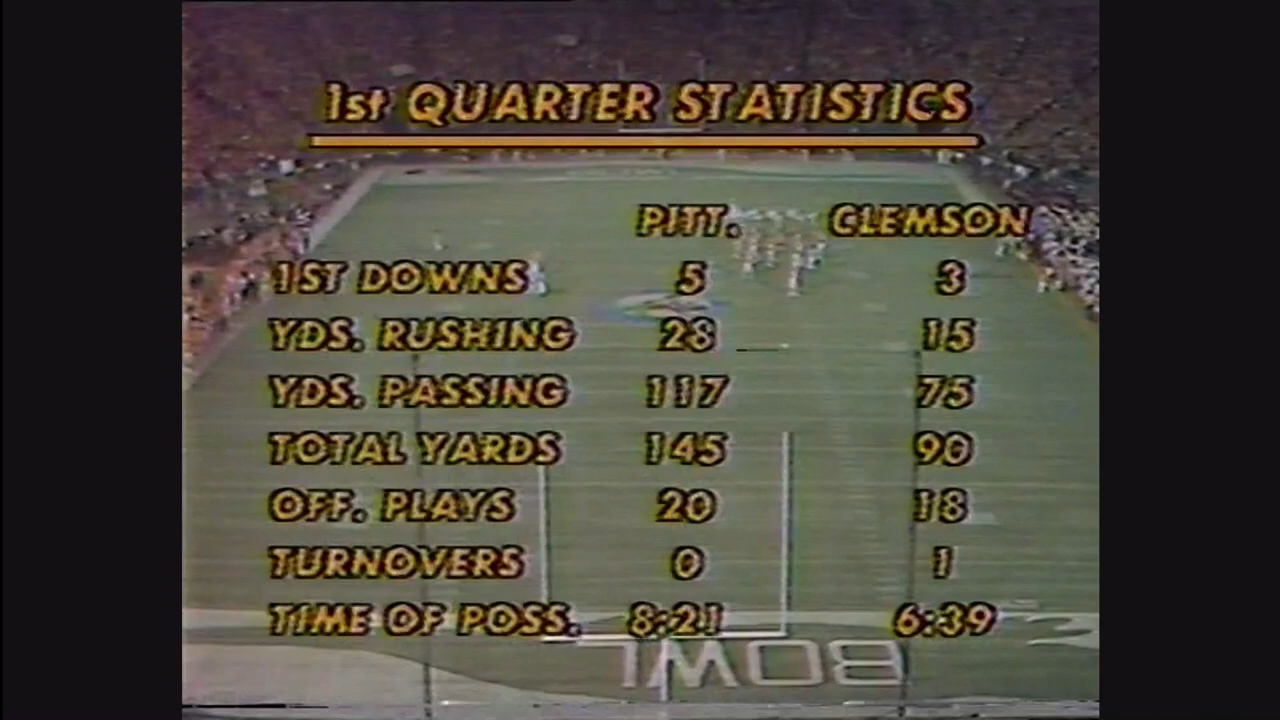 1st QUARTER STATISTICS
PITT. CLEMSON
1ST DOWNS 5 3
YDS. RUSHING 28 15
YDS. PASSING 117 75
TOTAL YARDS 145 90
OFF. PLAYS 20 18
TURNOVERS 0 1
TIME OF POSS. 8:21 6:39
BOWL